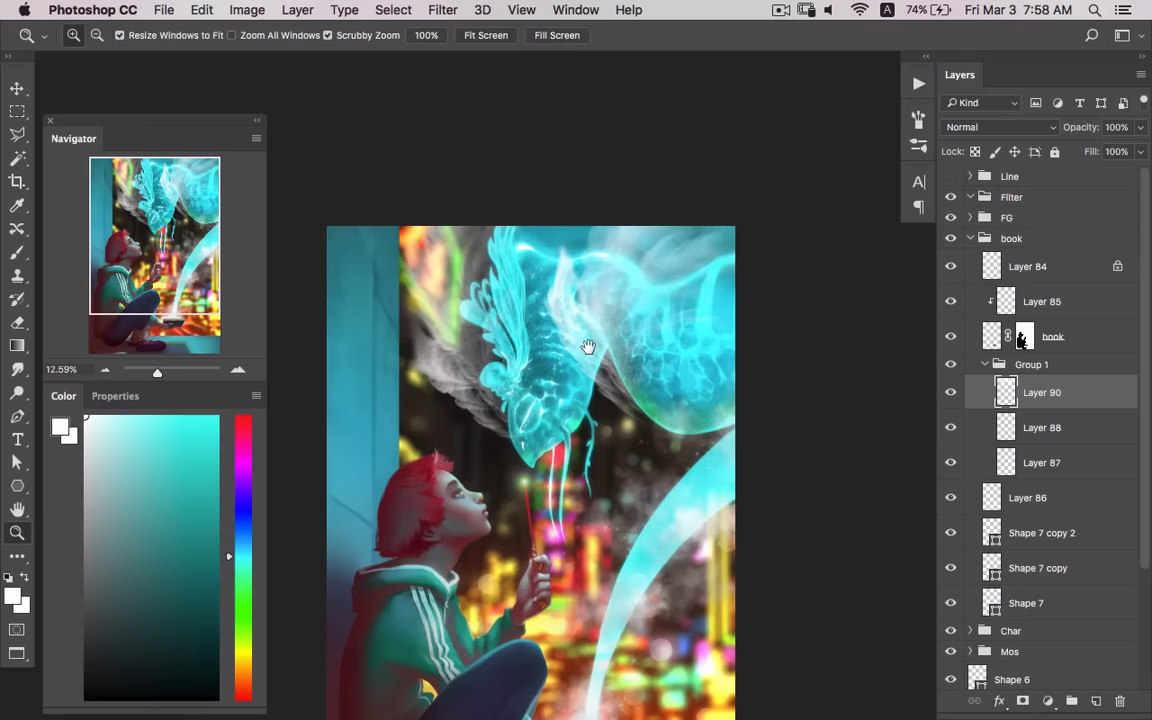 Photoshop CC File Edit Image Layer Type Select Filter 3D View Window Help A 74% Fri Mar 3 7:58 AM
Resize Windows to Fit Zoom All Windows Scrubby Zoom 100% Fit Screen Fill Screen
Navigator
12.59%
Color Properties
Layers
Kind
Normal Opacity: 100%
Lock: Fill: 100%
Line
Filter
FG
book
Layer 84
Layer 85
book
Group 1
Layer 90
Layer 88
Layer 87
Layer 86
Shape 7 copy 2
Shape 7 copy
Shape 7
Char
Mos
Shape 6